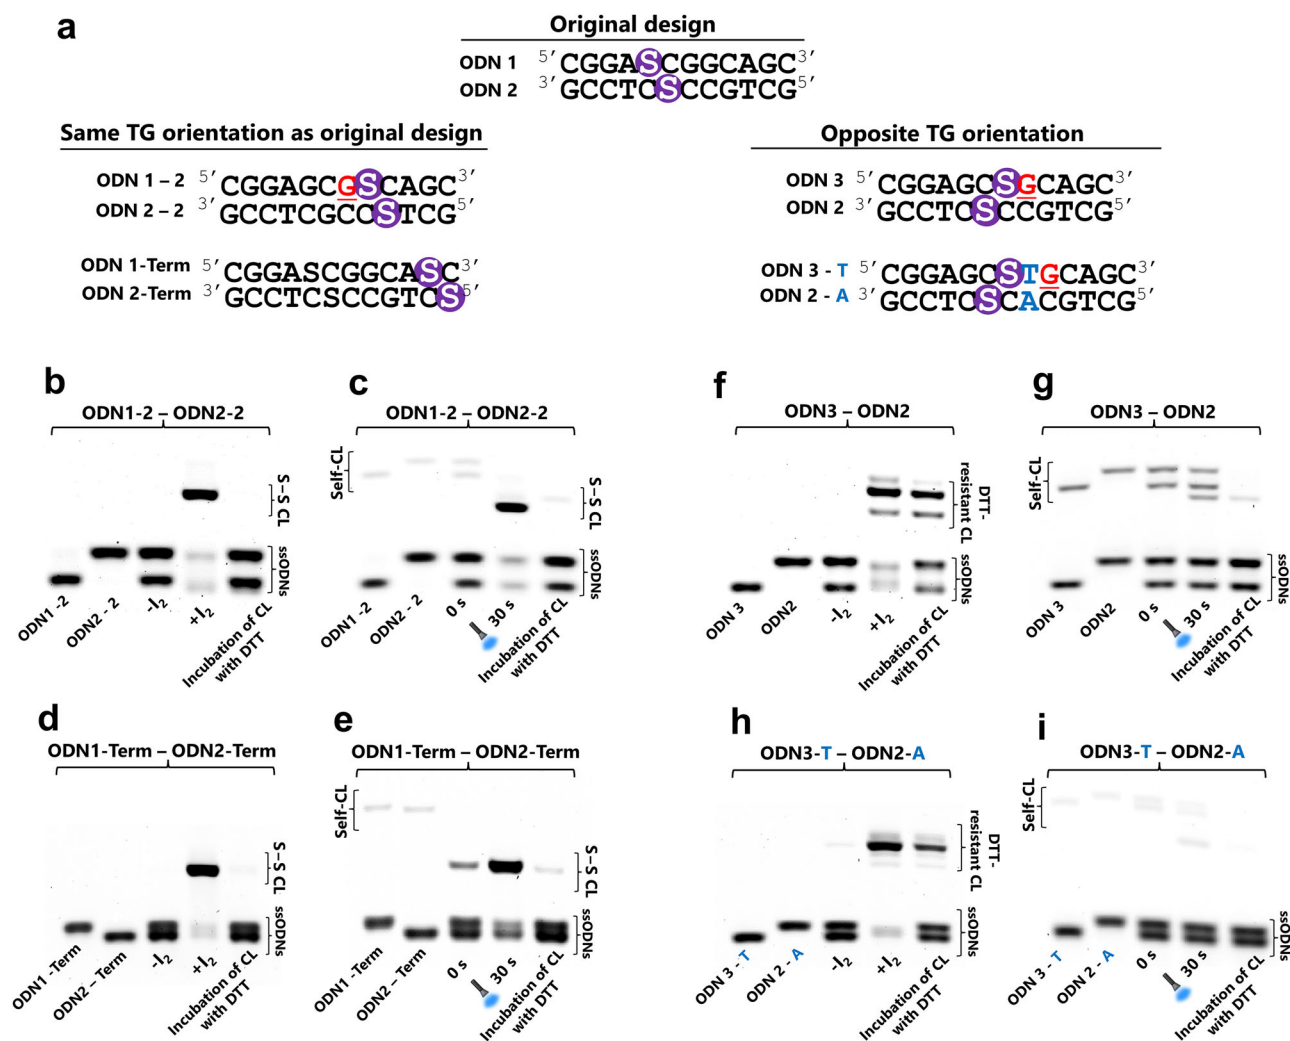 a
Original design
ODN 1 5′ CGGASCGGCAGC 3′
ODN 2 3′ GCCTCSCCGTCG 5′
Same TG orientation as original design
ODN 1 – 2 5′ CGGAGCGSCAGC 3′
ODN 2 – 2 3′ GCCTCGCCSTCG 5′
ODN 1-Term 5′ CGGASCGGCASC 3′
ODN 2-Term 3′ GCCTCSCCGTCS 5′
Opposite TG orientation
ODN 3 5′ CGGAGCSGCAGC 3′
ODN 2 3′ GCCTCSCCGTCG 5′
ODN 3 - T 5′ CGGAGCSTGCAGC 3′
ODN 2 - A 3′ GCCTCSCACGTCG 5′
b
ODN1-2 – ODN2-2
S – S CL
ssODNs
ODN1 -2
ODN2 - 2
-I2
+I2
Incubation of CL
with DTT
c
ODN1-2 – ODN2-2
Self-CL
S – S CL
ssODNs
ODN1 -2
ODN2 - 2
0 s
30 s
Incubation of CL
with DTT
d
ODN1-Term – ODN2-Term
S – S CL
ssODNs
ODN1 -Term
ODN2 – Term
-I2
+I2
Incubation of CL
with DTT
e
ODN1-Term – ODN2-Term
Self-CL
S – S CL
ssODNs
ODN1 -Term
ODN2 – Term
0 s
30 s
Incubation of CL
with DTT
f
ODN3 – ODN2
DTT-
resistant CL
ssODNs
ODN 3
ODN2
-I2
+I2
Incubation of CL
with DTT
g
ODN3 – ODN2
Self-CL
ssODNs
ODN 3
ODN2
0 s
30 s
Incubation of CL
with DTT
h
ODN3-T – ODN2-A
DTT-
resistant CL
ssODNs
ODN 3 - T
ODN 2 - A
-I2
+I2
Incubation of CL
with DTT
i
ODN3-T – ODN2-A
Self-CL
ssODNs
ODN 3 - T
ODN 2 - A
0 s
30 s
Incubation of CL
with DTT